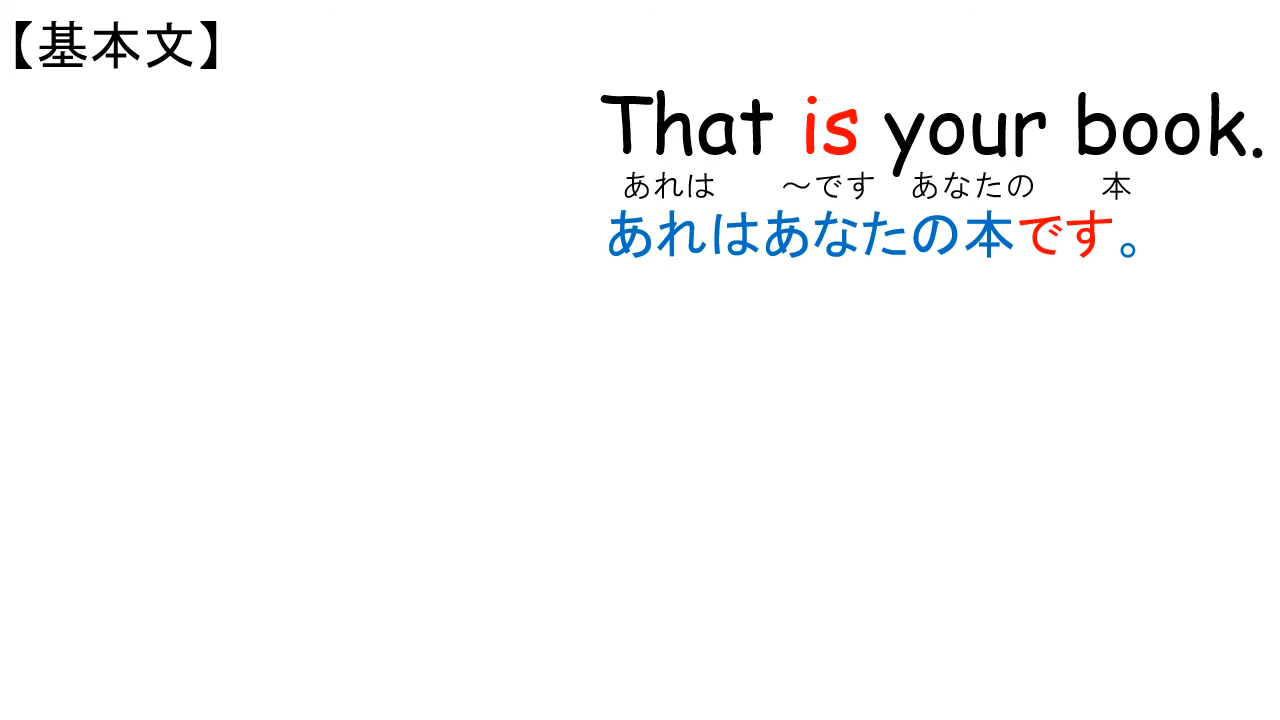 【基本文】
That is your book.
あれは ～です あなたの 本
あれはあなたの本です。